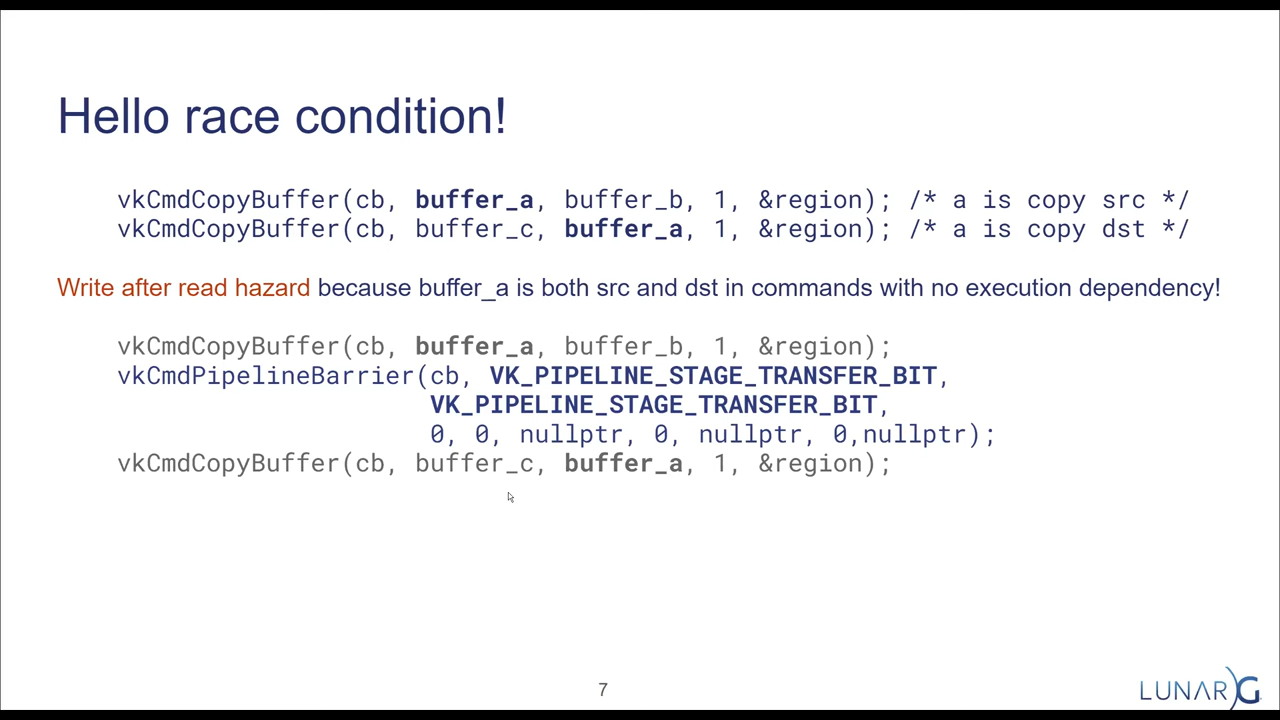 Hello race condition!
vkCmdCopyBuffer(cb, buffer_a, buffer_b, 1, &region); /* a is copy src */
vkCmdCopyBuffer(cb, buffer_c, buffer_a, 1, &region); /* a is copy dst */
Write after read hazard because buffer_a is both src and dst in commands with no execution dependency!
vkCmdCopyBuffer(cb, buffer_a, buffer_b, 1, &region);
vkCmdPipelineBarrier(cb, VK_PIPELINE_STAGE_TRANSFER_BIT,
VK_PIPELINE_STAGE_TRANSFER_BIT,
0, 0, nullptr, 0, nullptr, 0,nullptr);
vkCmdCopyBuffer(cb, buffer_c, buffer_a, 1, &region);
7
LUNARG